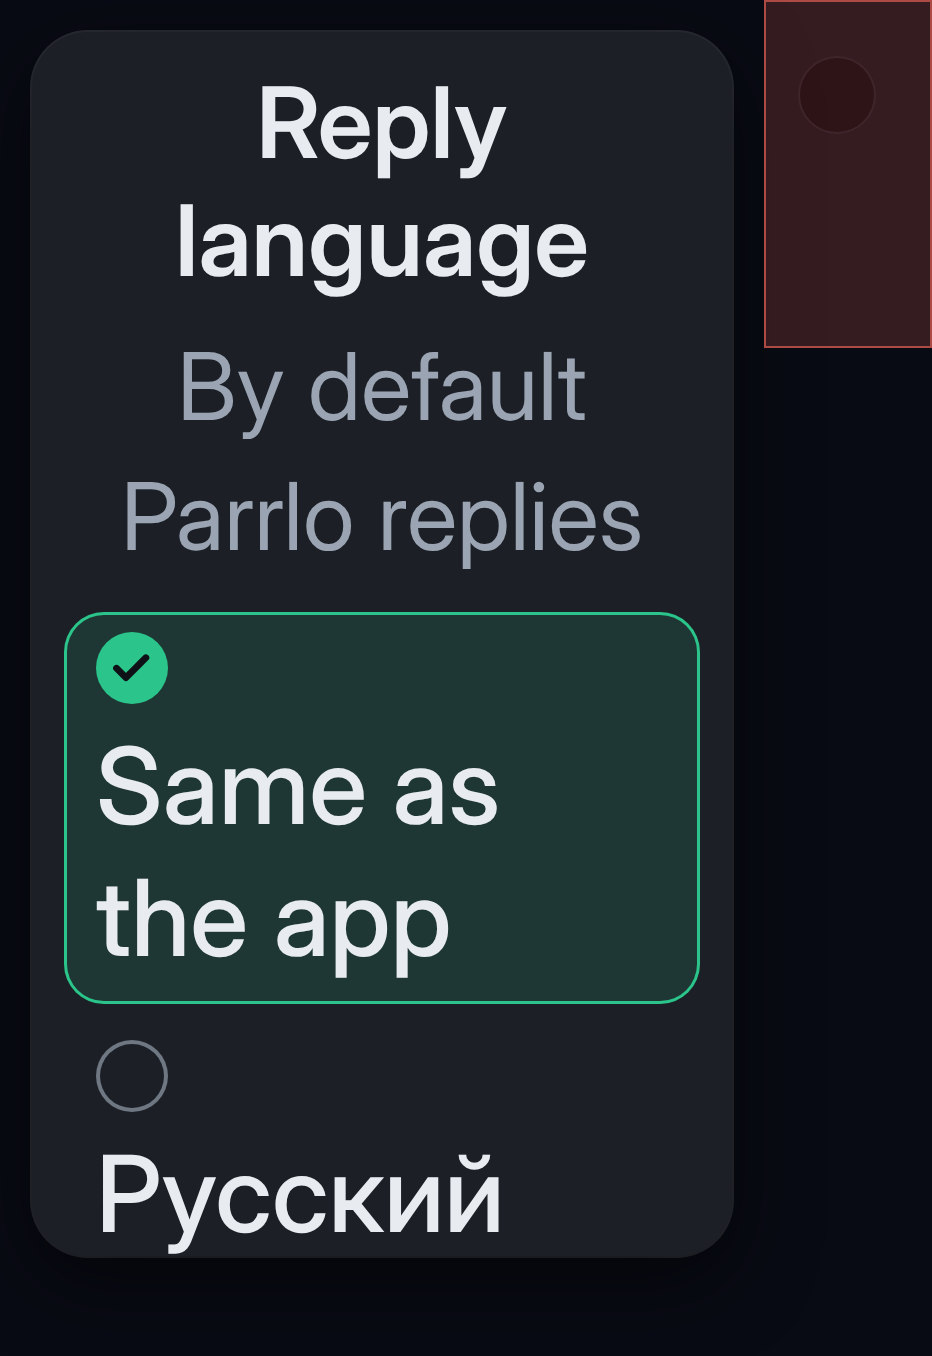 Reply
language
By default
Parrlo replies
Same as
the app
Русский